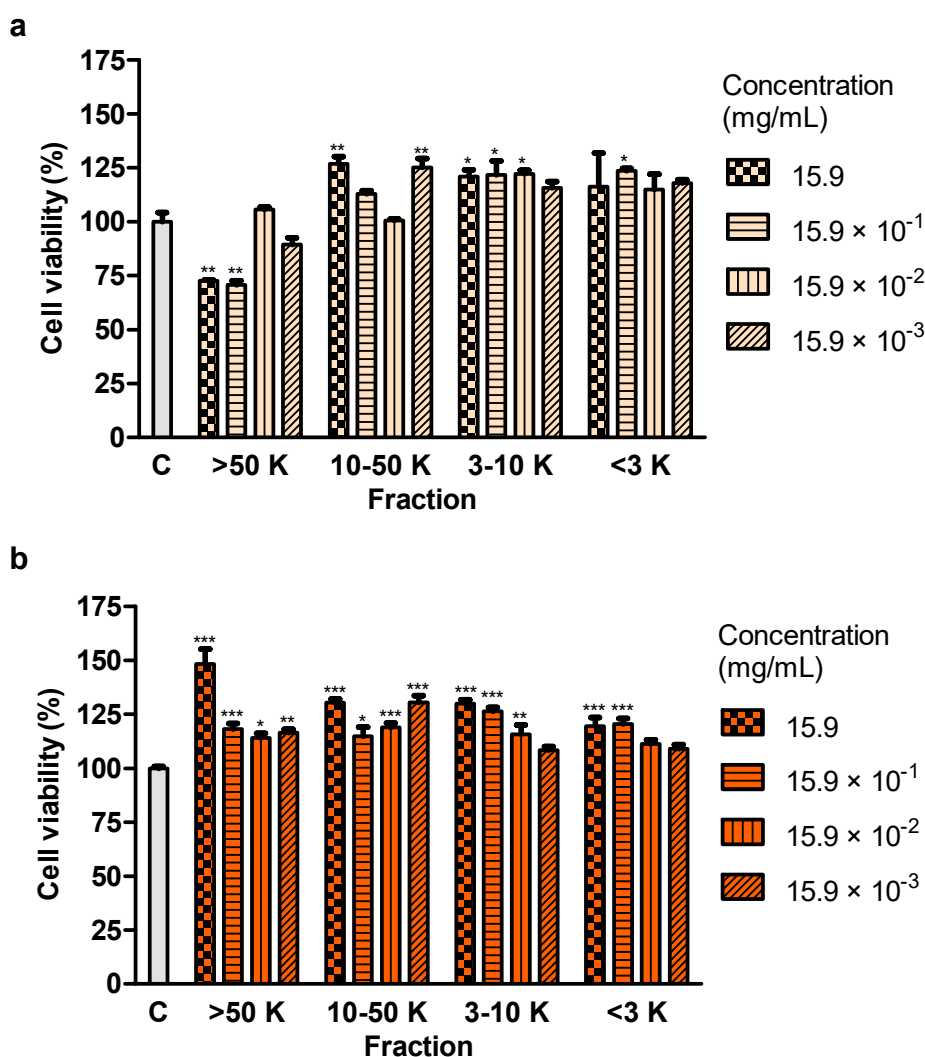 a
175
150
125
100
75
50
25
0
Cell viability (%)
** ** ** ** * * * *
C >50 K 10-50 K 3-10 K <3 K
Fraction
Concentration
(mg/mL)
15.9
15.9 × 10⁻¹
15.9 × 10⁻²
15.9 × 10⁻³
b
175
150
125
100
75
50
25
0
Cell viability (%)
*** *** * ** *** * *** *** *** *** ** *** ***
C >50 K 10-50 K 3-10 K <3 K
Fraction
Concentration
(mg/mL)
15.9
15.9 × 10⁻¹
15.9 × 10⁻²
15.9 × 10⁻³